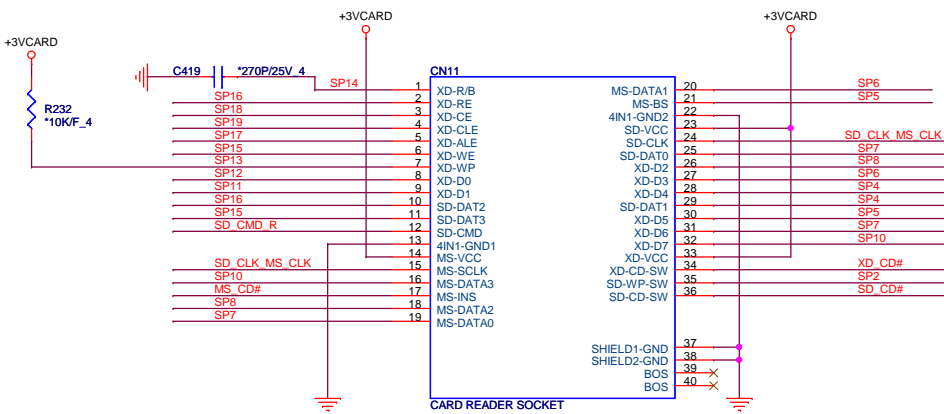 +3VCARD
+3VCARD
+3VCARD
C419 *270P/25V_4
CN11
R232
*10K/F_4
SP14 1 XD-R/B
SP16 2 XD-RE
SP18 3 XD-CE
SP19 4 XD-CLE
SP17 5 XD-ALE
SP15 6 XD-WE
SP13 7 XD-WP
SP12 8 XD-D0
SP11 9 XD-D1
SP16 10 SD-DAT2
SP15 11 SD-DAT3
SD_CMD_R 12 SD-CMD
13 4IN1-GND1
14 MS-VCC
SD_CLK_MS_CLK 15 MS-SCLK
SP10 16 MS-DATA3
MS_CD# 17 MS-INS
SP8 18 MS-DATA2
SP7 19 MS-DATA0
MS-DATA1 20 SP6
MS-BS 21 SP5
4IN1-GND2 22
SD-VCC 23
SD-CLK 24 SD_CLK_MS_CLK
SD-DAT0 25 SP7
XD-D2 26 SP8
XD-D3 27 SP6
XD-D4 28 SP4
SD-DAT1 29 SP4
XD-D5 30 SP5
XD-D6 31 SP7
XD-D7 32 SP10
XD-VCC 33
XD-CD-SW 34 XD_CD#
SD-WP-SW 35 SP2
SD-CD-SW 36 SD_CD#
SHIELD1-GND 37
SHIELD2-GND 38
BOS 39
BOS 40
CARD READER SOCKET